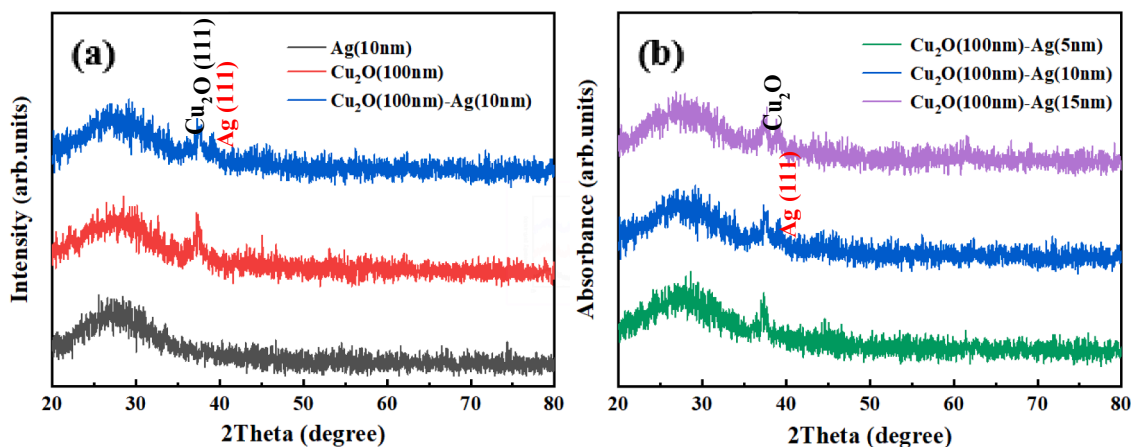 (a)
Ag(10nm)
Cu₂O(100nm)
Cu₂O(100nm)-Ag(10nm)
Cu₂O (111)
Ag (111)
Intensity (arb.units)
20 30 40 50 60 70 80
2Theta (degree)
(b)
Cu₂O(100nm)-Ag(5nm)
Cu₂O(100nm)-Ag(10nm)
Cu₂O(100nm)-Ag(15nm)
Cu₂O
Ag (111)
Absorbance (arb.units)
20 30 40 50 60 70 80
2Theta (degree)